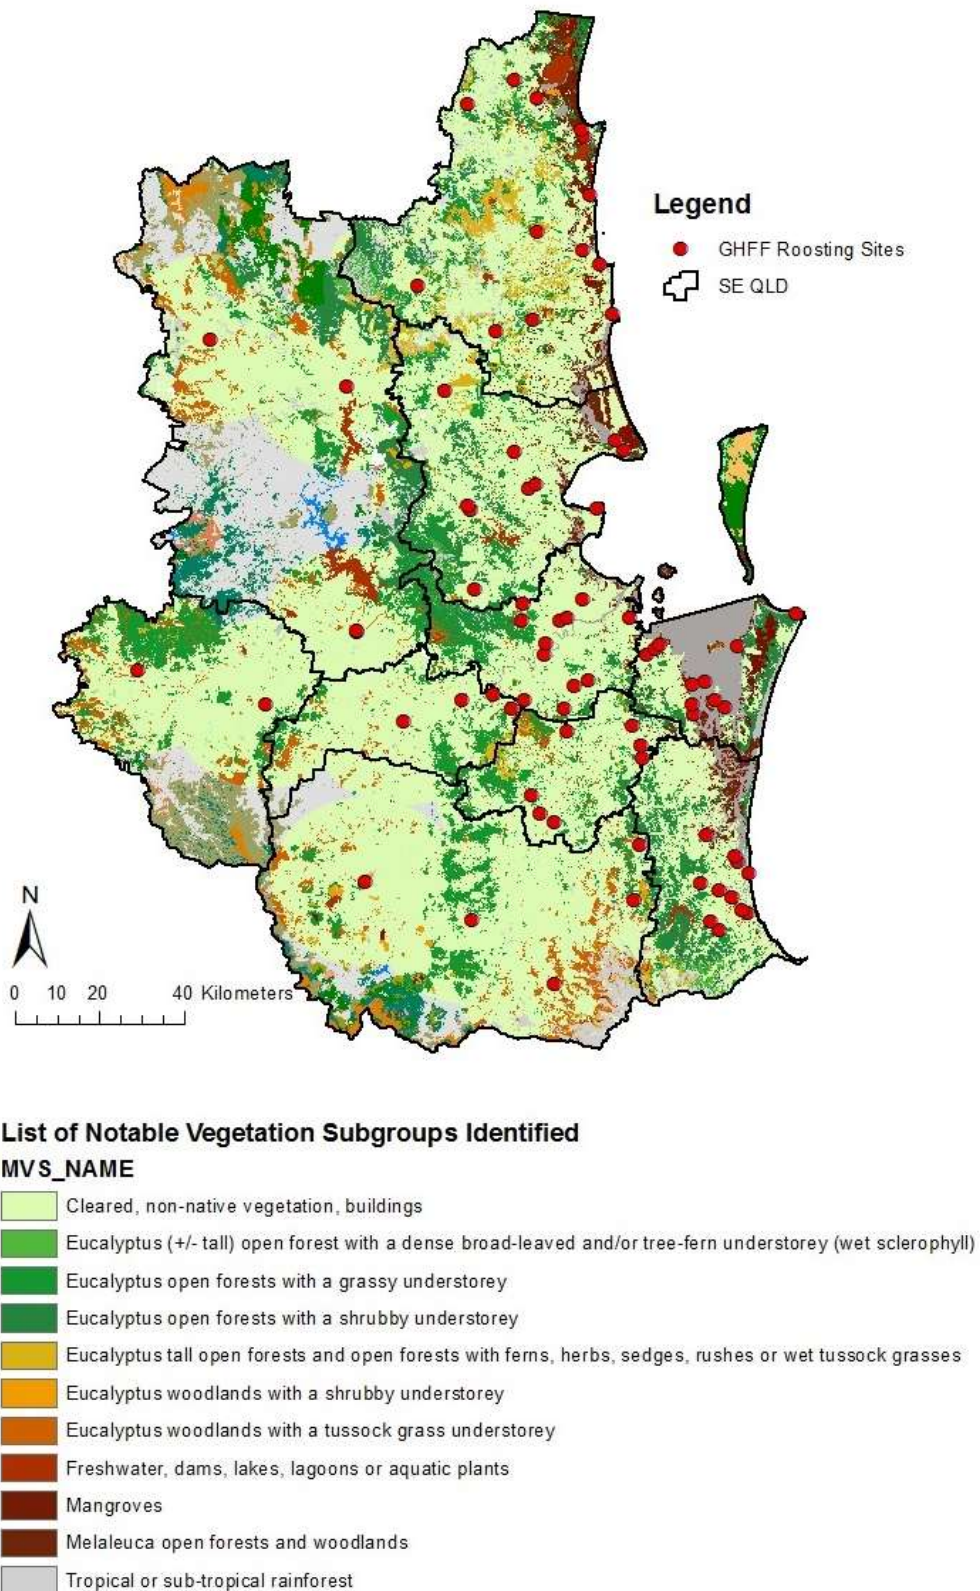 Legend
GHFF Roosting Sites
SE QLD
N
0 10 20 40 Kilometers
List of Notable Vegetation Subgroups Identified
MVS_NAME
Cleared, non-native vegetation, buildings
Eucalyptus (+/- tall) open forest with a dense broad-leaved and/or tree-fern understorey (wet sclerophyll)
Eucalyptus open forests with a grassy understorey
Eucalyptus open forests with a shrubby understorey
Eucalyptus tall open forests and open forests with ferns, herbs, sedges, rushes or wet tussock grasses
Eucalyptus woodlands with a shrubby understorey
Eucalyptus woodlands with a tussock grass understorey
Freshwater, dams, lakes, lagoons or aquatic plants
Mangroves
Melaleuca open forests and woodlands
Tropical or sub-tropical rainforest